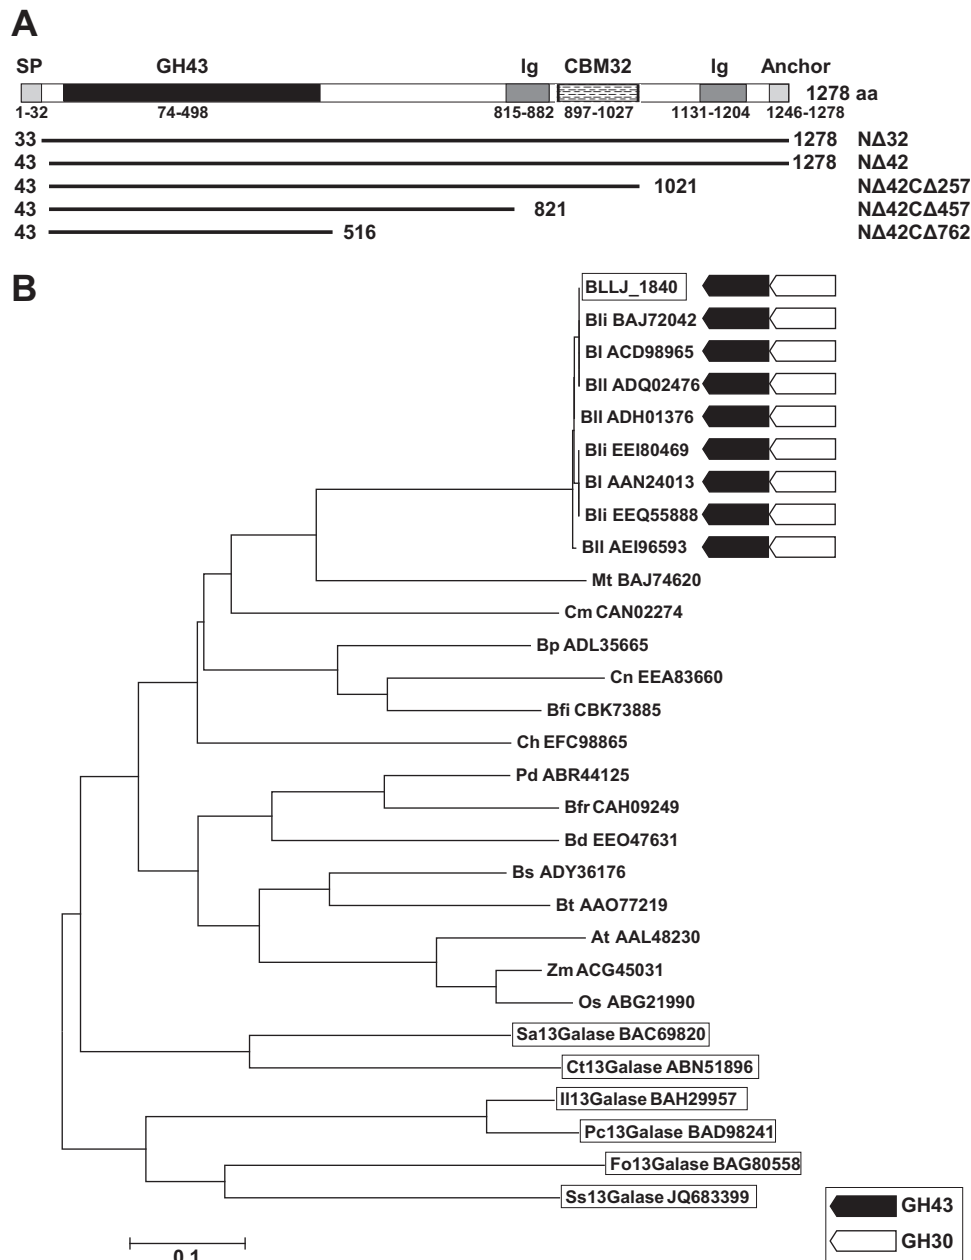 A
SP GH43 Ig CBM32 Ig Anchor
1278 aa
1-32 74-498 815-882 897-1027 1131-1204 1246-1278
33 1278 NΔ32
43 1278 NΔ42
43 1021 NΔ42CΔ257
43 821 NΔ42CΔ457
43 516 NΔ42CΔ762
B
BLLJ_1840
Bli BAJ72042
Bl ACD98965
Bll ADQ02476
Bll ADH01376
Bli EEI80469
Bl AAN24013
Bli EEQ55888
Bll AEI96593
Mt BAJ74620
Cm CAN02274
Bp ADL35665
Cn EEA83660
Bfi CBK73885
Ch EFC98865
Pd ABR44125
Bfr CAH09249
Bd EEO47631
Bs ADY36176
Bt AAO77219
At AAL48230
Zm ACG45031
Os ABG21990
Sa13Galase BAC69820
Ct13Galase ABN51896
Il13Galase BAH29957
Pc13Galase BAD98241
Fo13Galase BAG80558
Ss13Galase JQ683399
GH43
GH30
0.1